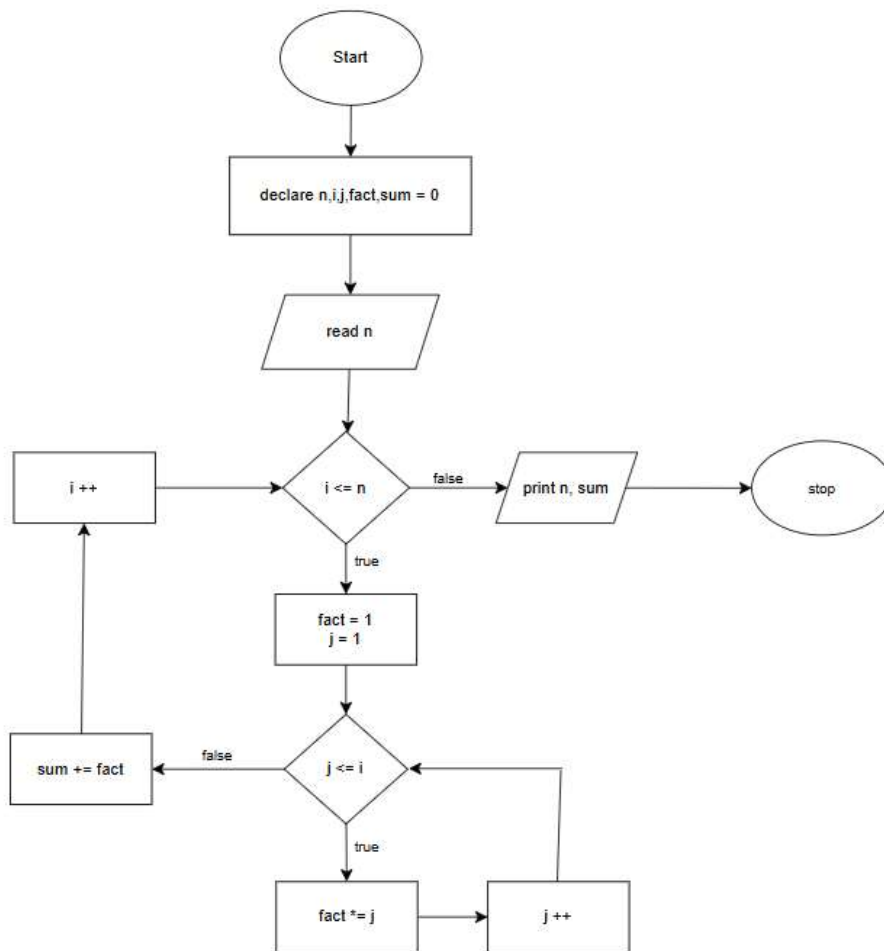 Start
declare n,i,j,fact,sum = 0
read n
i ++
i <= n
false
print n, sum
stop
true
fact = 1
j = 1
sum += fact
false
j <= i
true
fact *= j
j ++